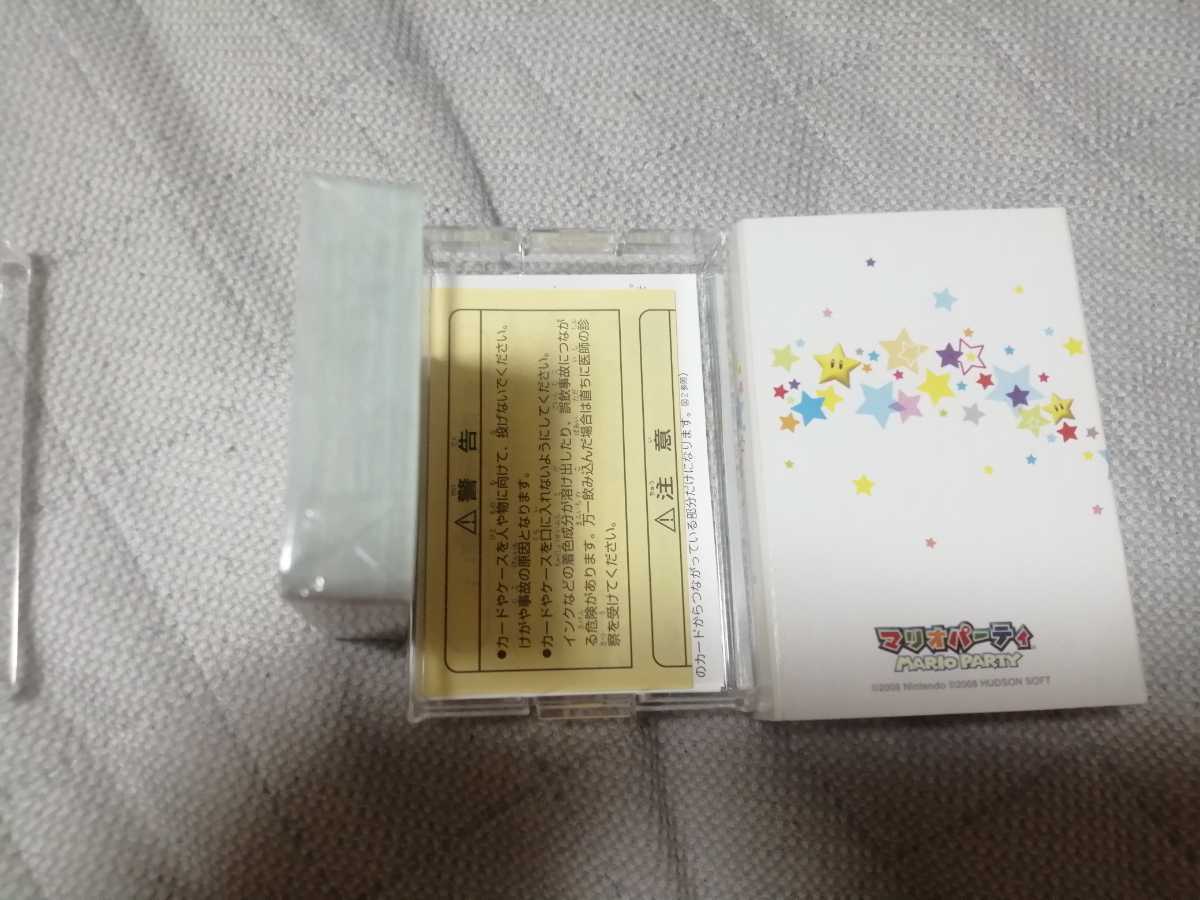 ⚠警告
●カードやケースを人や物に向けて、投げないでください。
けがや事故の原因となります。
●カードやケースを口に入れないようにしてください。
インクなどの着色成分が溶け出したり、誤飲事故につなが
る危険があります。万一飲み込んだ場合は直ちに医師の診
察を受けてください。
⚠注意
のカードからつながっている部分だけになります。(図2参照)
マリオパーティ
MARIO PARTY
©2008 Nintendo ©2008 HUDSON SOFT